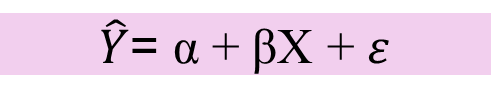 Ŷ= α + βX + ε